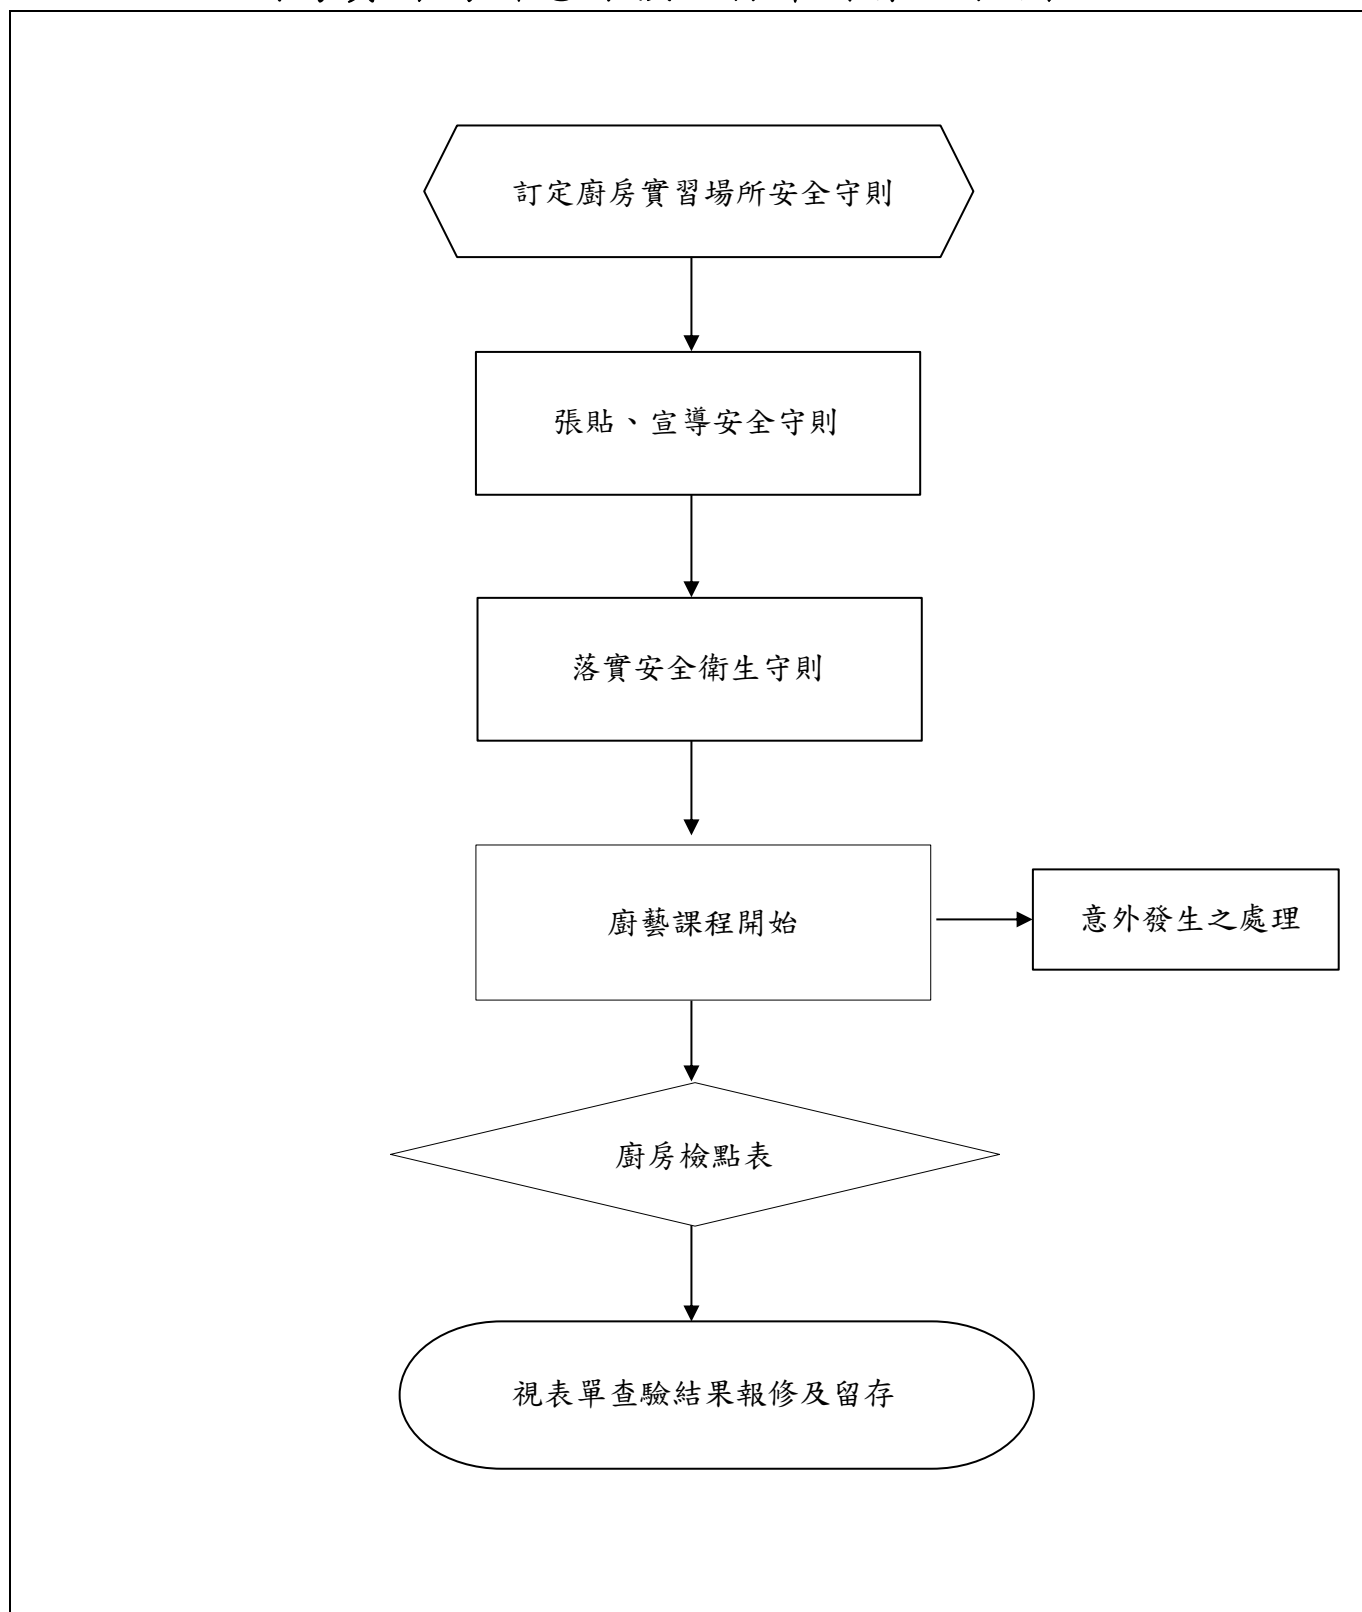 訂定廚房實習場所安全守則
張貼、宣導安全守則
落實安全衛生守則
廚藝課程開始
意外發生之處理
廚房檢點表
視表單查驗結果報修及留存